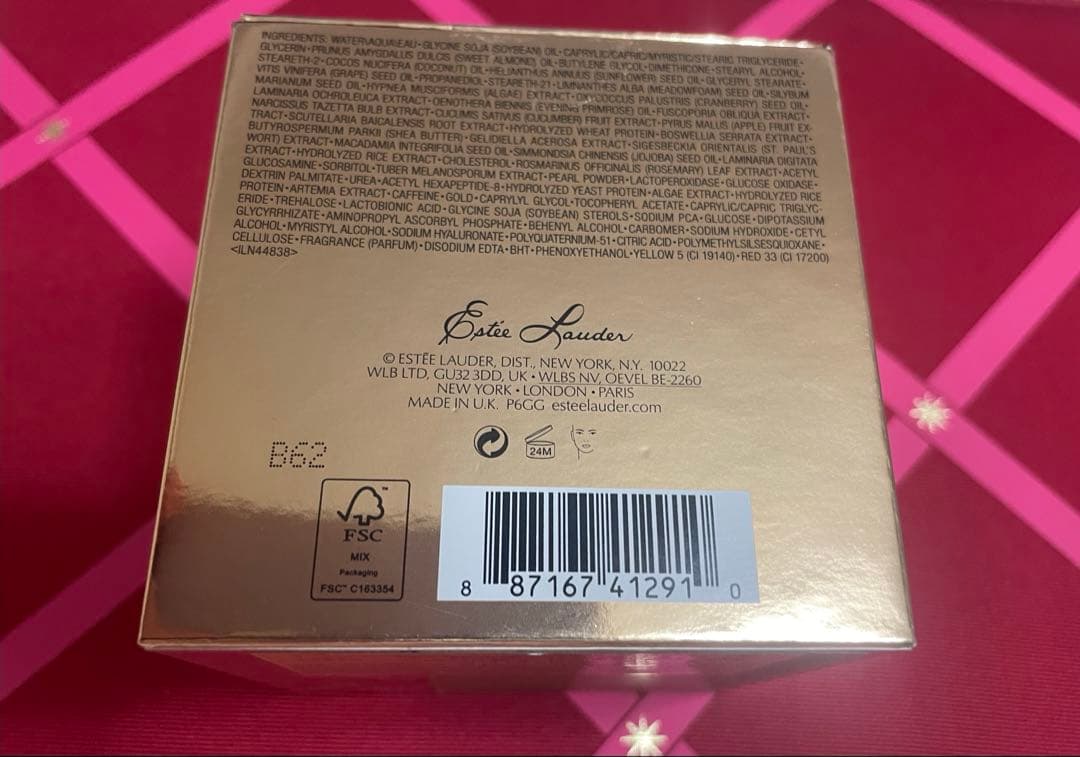 INGREDIENTS: WATER\AQUA\EAU•GLYCINE SOJA (SOYBEAN) OIL•CAPRYLIC/CAPRIC/MYRISTIC/STEARIC TRIGLYCERIDE•
GLYCERIN•PRUNUS AMYGDALUS DULCIS (SWEET ALMOND) OIL•BUTYLENE GLYCOL•DIMETHICONE•STEARYL ALCOHOL•
STEARETH-2•COCOS NUCIFERA (COCONUT) OIL•HELIANTHUS ANNUUS (SUNFLOWER) SEED OIL•GLYCERYL STEARATE•
VITIS VINIFERA (GRAPE) SEED OIL•PROPANEDIOL•STEARETH-21•LIMNANTHES ALBA (MEADOWFOAM) SEED OIL•SILYBUM
MARIANUM SEED OIL•HYPNEA MUSCIFORMIS (ALGAE) EXTRACT•OXYCOCCUS PALUSTRIS (CRANBERRY) SEED OIL•
LAMINARIA OCHROLEUCA EXTRACT•OENOTHERA BIENNIS (EVENING PRIMROSE) OIL•FUSCOPORIA OBLIQUA EXTRACT•
NARCISSUS TAZETTA BULB EXTRACT•CUCUMIS SATIVUS (CUCUMBER) FRUIT EXTRACT•PYRUS MALUS (APPLE) FRUIT EX-
TRACT•SCUTELLARIA BAICALENSIS ROOT EXTRACT•HYDROLYZED WHEAT PROTEIN•BOSWELLIA SERRATA EXTRACT•
BUTYROSPERMUM PARKII (SHEA BUTTER)•GELIDIELLA ACEROSA EXTRACT•SIGESBECKIA ORIENTALIS (ST. PAUL'S
WORT) EXTRACT•MACADAMIA INTEGRIFOLIA SEED OIL•SIMMONDSIA CHINENSIS (JOJOBA) SEED OIL•LAMINARIA DIGITATA
EXTRACT•HYDROLYZED RICE EXTRACT•CHOLESTEROL•ROSMARINUS OFFICINALIS (ROSEMARY) LEAF EXTRACT•ACETYL
GLUCOSAMINE•SORBITOL•TUBER MELANOSPORUM EXTRACT•PEARL POWDER•LACTOPEROXIDASE•GLUCOSE OXIDASE•
DEXTRIN PALMITATE•UREA•ACETYL HEXAPEPTIDE-8•HYDROLYZED YEAST PROTEIN•ALGAE EXTRACT•HYDROLYZED RICE
PROTEIN•ARTEMIA EXTRACT•CAFFEINE•GOLD•CAPRYLYL GLYCOL•TOCOPHERYL ACETATE•CAPRYLIC/CAPRIC TRIGLYC-
ERIDE•TREHALOSE•LACTOBIONIC ACID•GLYCINE SOJA (SOYBEAN) STEROLS•SODIUM PCA•GLUCOSE•DIPOTASSIUM
GLYCYRRHIZATE•AMINOPROPYL ASCORBYL PHOSPHATE•BEHENYL ALCOHOL•CARBOMER•SODIUM HYDROXIDE•CETYL
ALCOHOL•MYRISTYL ALCOHOL•SODIUM HYALURONATE•POLYQUATERNIUM-51•CITRIC ACID•POLYMETHYLSILSESQUIOXANE•
CELLULOSE•FRAGRANCE (PARFUM)•DISODIUM EDTA•BHT•PHENOXYETHANOL•YELLOW 5 (CI 19140)•RED 33 (CI 17200)
<ILN44838>
Estée Lauder
© ESTÉE LAUDER, DIST., NEW YORK, N.Y. 10022
WLB LTD, GU32 3DD, UK • WLBS NV, OEVEL BE-2260
NEW YORK • LONDON • PARIS
MADE IN U.K. P6GG esteelauder.com
24M
B62
FSC
MIX
Packaging
FSC™ C163354
8 87167 41291 0